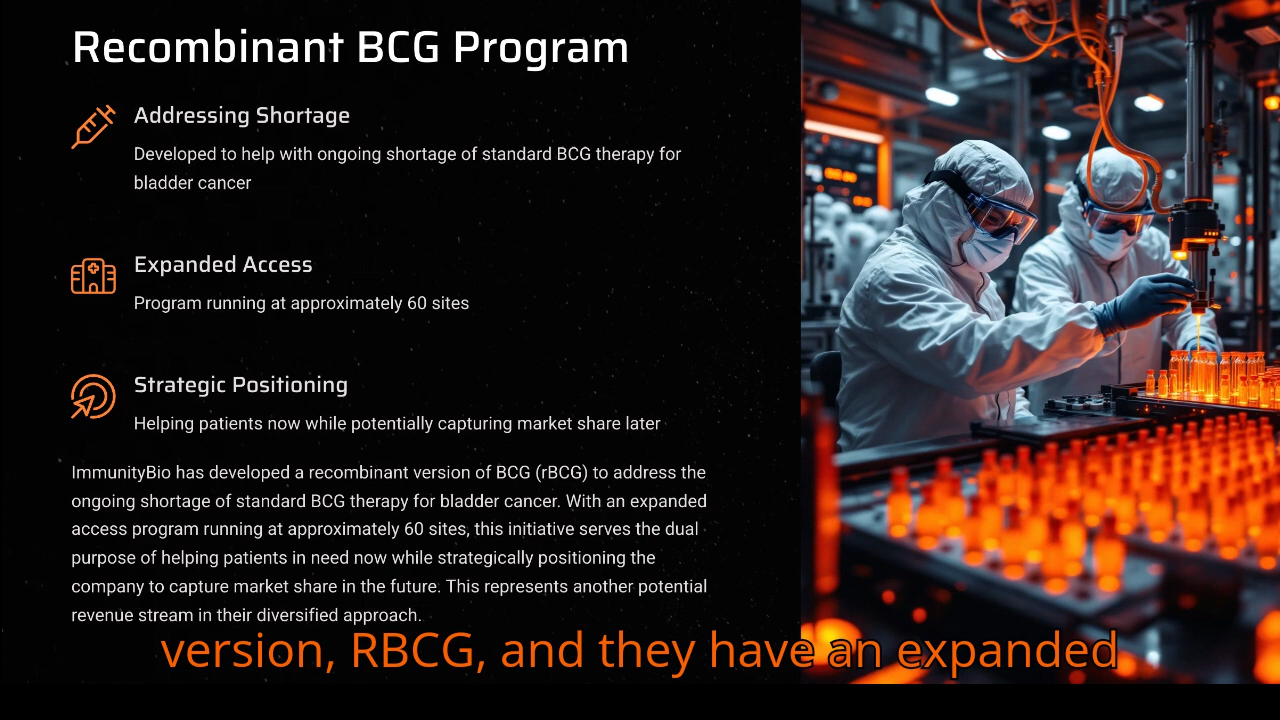 Recombinant BCG Program
Addressing Shortage
Developed to help with ongoing shortage of standard BCG therapy for
bladder cancer
Expanded Access
Program running at approximately 60 sites
Strategic Positioning
Helping patients now while potentially capturing market share later
ImmunityBio has developed a recombinant version of BCG (rBCG) to address the
ongoing shortage of standard BCG therapy for bladder cancer. With an expanded
access program running at approximately 60 sites, this initiative serves the dual
purpose of helping patients in need now while strategically positioning the
company to capture market share in the future. This represents another potential
revenue stream in their diversified approach.
version, RBCG, and they have an expanded